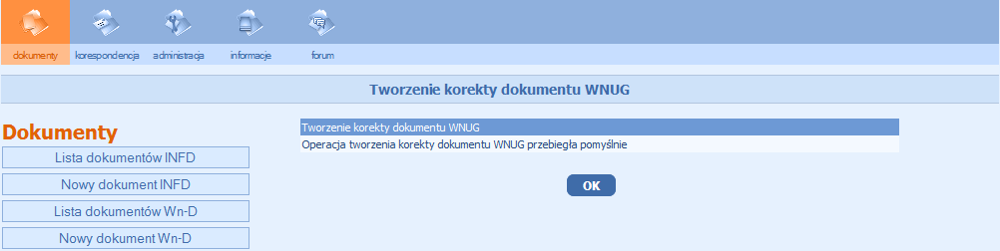 dokumenty korespondencja administracja informacje forum
Tworzenie korekty dokumentu WNUG
Dokumenty
Lista dokumentów INFD
Nowy dokument INFD
Lista dokumentów Wn-D
Nowy dokument Wn-D
Tworzenie korekty dokumentu WNUG
Operacja tworzenia korekty dokumentu WNUG przebiegła pomyślnie
OK